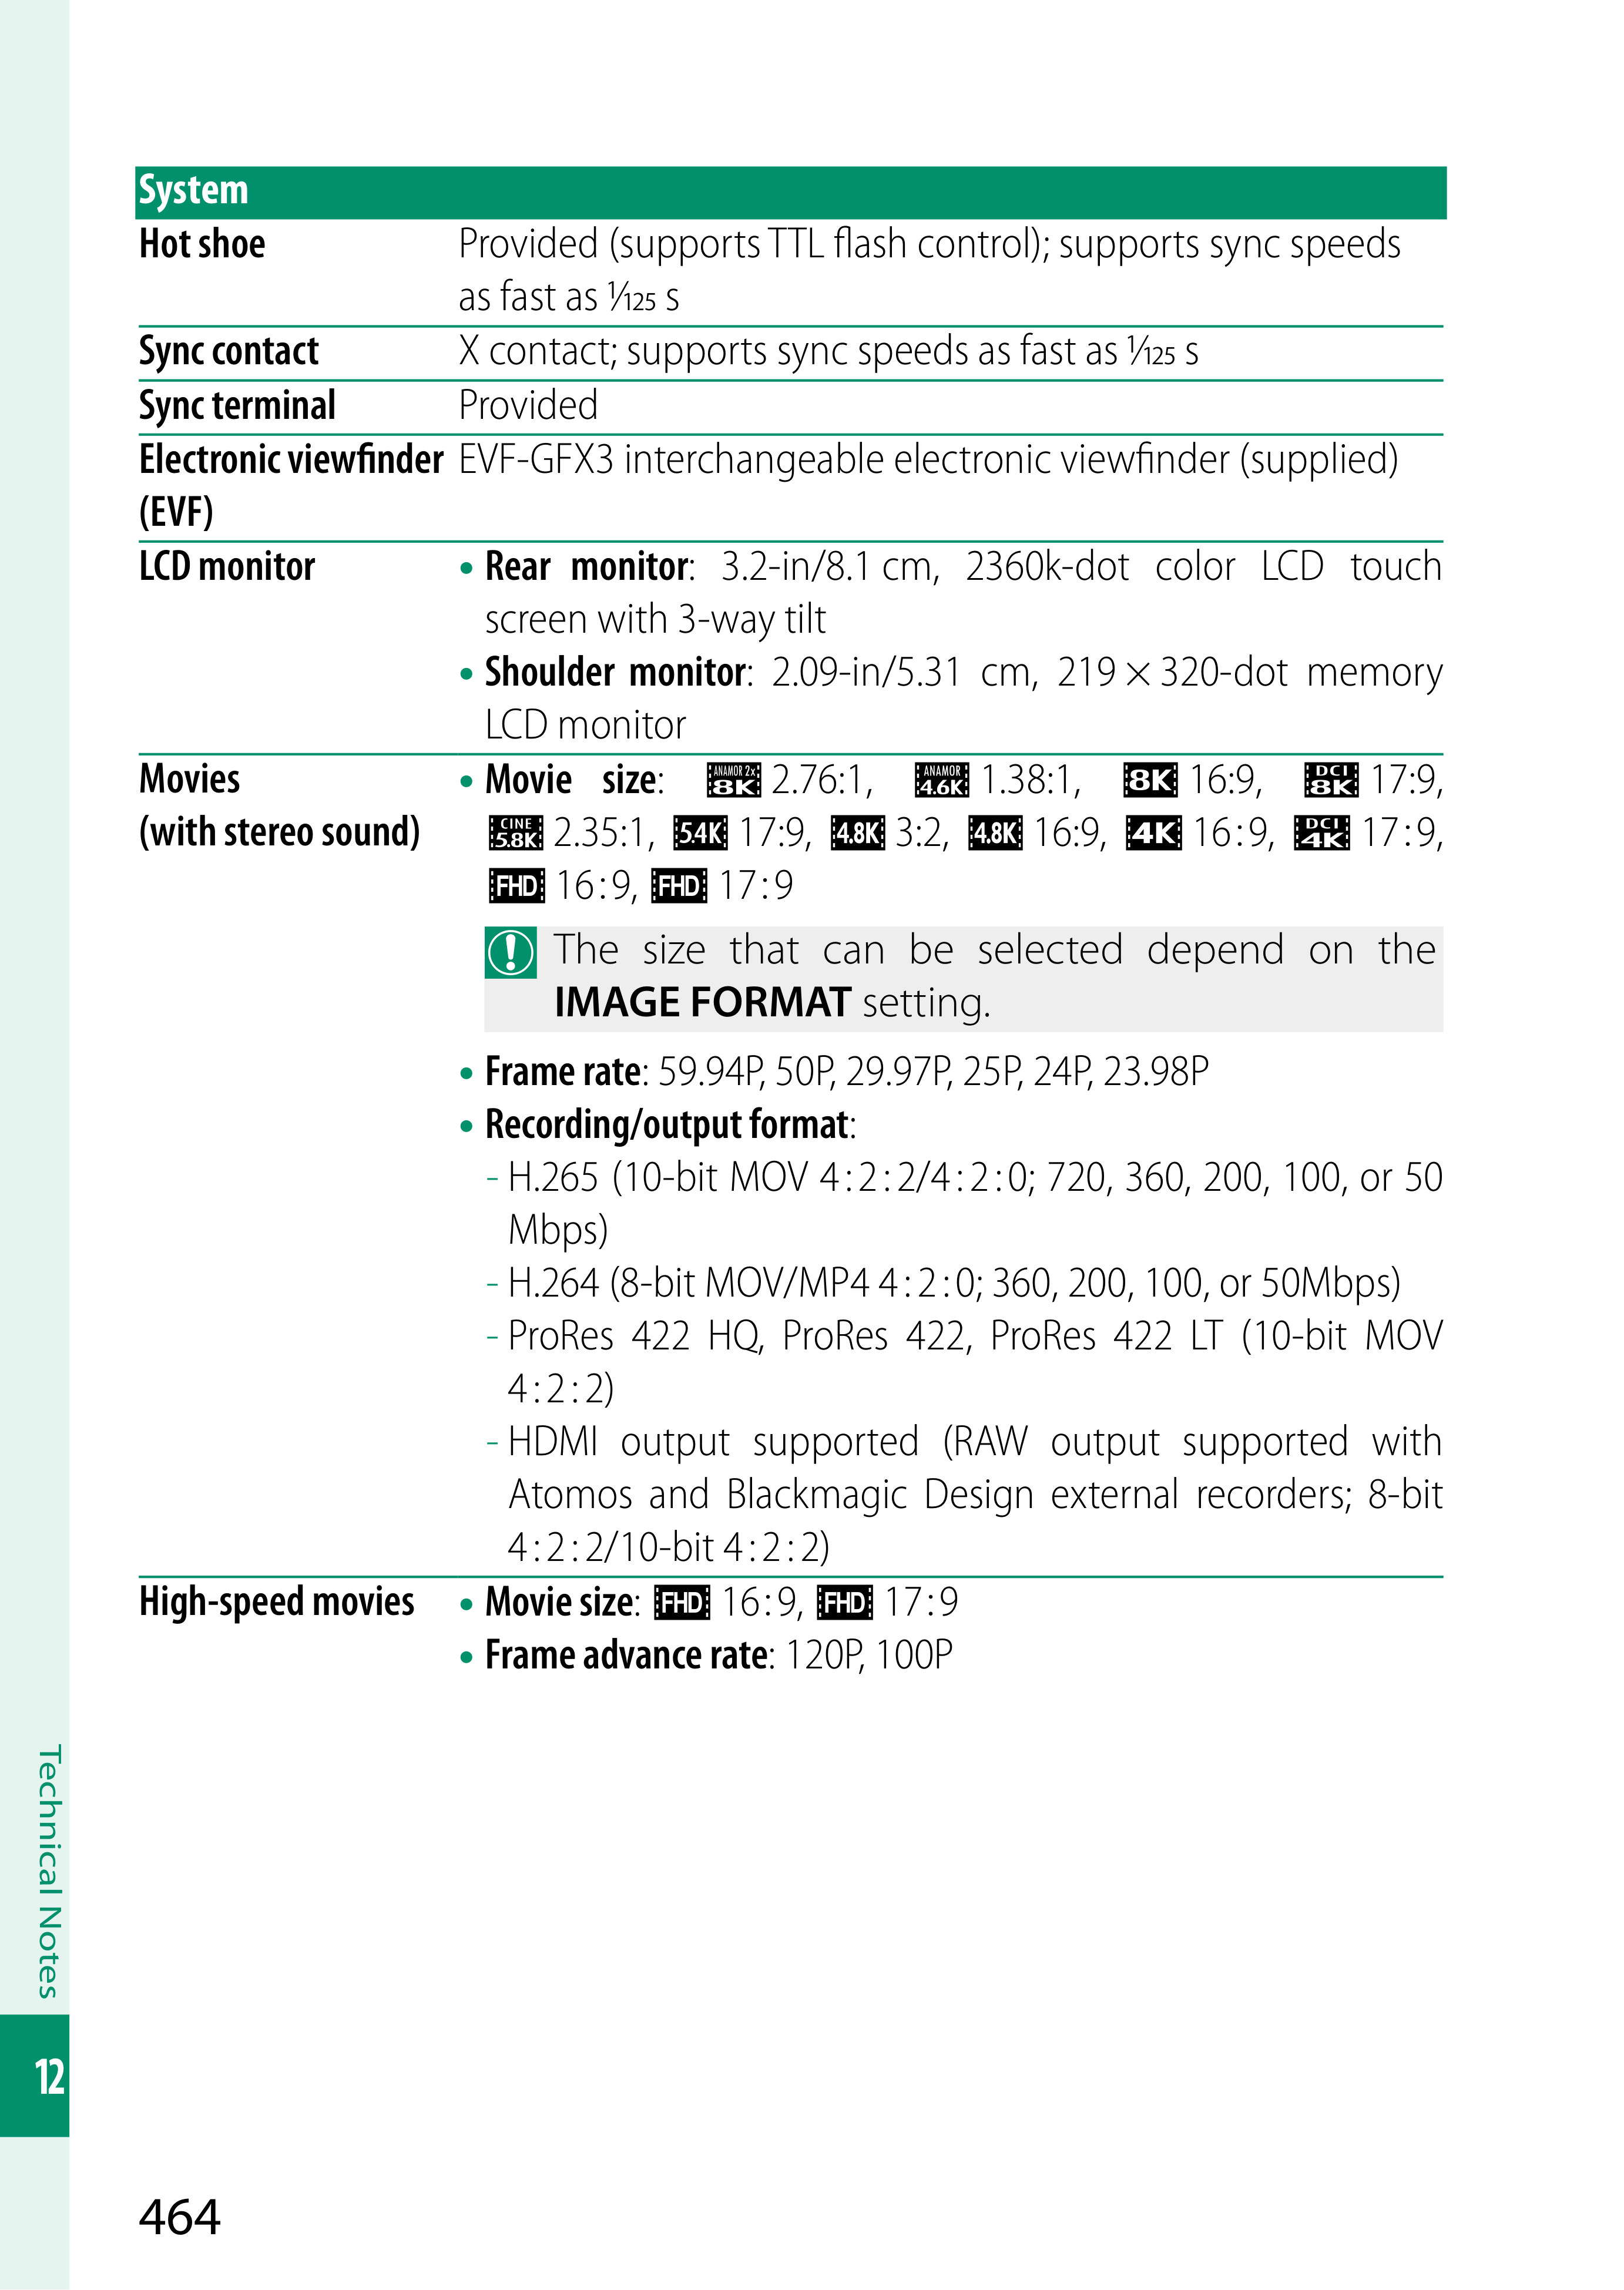 System
Hot shoe Provided (supports TTL flash control); supports sync speeds
as fast as 1/125 s
Sync contact X contact; supports sync speeds as fast as 1/125 s
Sync terminal Provided
Electronic viewfinder EVF-GFX3 interchangeable electronic viewfinder (supplied)
(EVF)
LCD monitor • Rear monitor: 3.2-in/8.1 cm, 2360k-dot color LCD touch
screen with 3-way tilt
• Shoulder monitor: 2.09-in/5.31 cm, 219 × 320-dot memory
LCD monitor
Movies • Movie size: ANAMOR 2x 8K 2.76:1, ANAMOR 4.6K 1.38:1, 8K 16:9, DCI 8K 17:9,
(with stereo sound) CINE 5.8K 2.35:1, 5.4K 17:9, 4.8K 3:2, 4.8K 16:9, 4K 16:9, DCI 4K 17:9,
FHD 16:9, FHD 17:9
The size that can be selected depend on the
IMAGE FORMAT setting.
• Frame rate: 59.94P, 50P, 29.97P, 25P, 24P, 23.98P
• Recording/output format:
- H.265 (10-bit MOV 4:2:2/4:2:0; 720, 360, 200, 100, or 50
Mbps)
- H.264 (8-bit MOV/MP4 4:2:0; 360, 200, 100, or 50Mbps)
- ProRes 422 HQ, ProRes 422, ProRes 422 LT (10-bit MOV
4:2:2)
- HDMI output supported (RAW output supported with
Atomos and Blackmagic Design external recorders; 8-bit
4:2:2/10-bit 4:2:2)
High-speed movies • Movie size: FHD 16:9, FHD 17:9
• Frame advance rate: 120P, 100P
Technical Notes
12
464